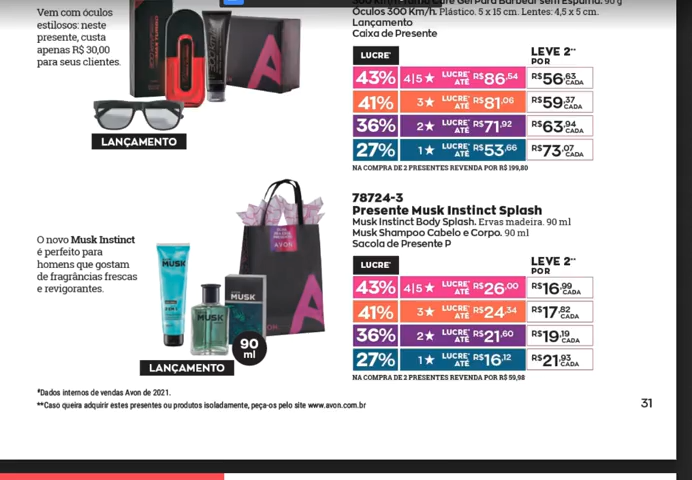 300 Km/h Turbo Care Gel Para Barbear sem Espuma. 90 g
Óculos 300 Km/h. Plástico. 5 x 15 cm. Lentes: 4,5 x 5 cm.
Lançamento
Caixa de Presente
Vem com óculos
estilosos: neste
presente, custa
apenas R$ 30,00
para seus clientes.
LANÇAMENTO
LUCRE*
LEVE 2**
POR
43% 4|5★ LUCRE* ATÉ R$86,54 R$56,63 CADA
41% 3★ LUCRE* ATÉ R$81,06 R$59,37 CADA
36% 2★ LUCRE* ATÉ R$71,92 R$63,94 CADA
27% 1★ LUCRE* ATÉ R$53,66 R$73,07 CADA
NA COMPRA DE 2 PRESENTES REVENDA POR R$ 199,80
78724-3
Presente Musk Instinct Splash
Musk Instinct Body Splash. Ervas madeira. 90 ml
Musk Shampoo Cabelo e Corpo. 90 ml
Sacola de Presente P
O novo Musk Instinct
é perfeito para
homens que gostam
de fragrâncias frescas
e revigorantes.
AVON
MUSK
MUSK
MUSK
90
ml
LANÇAMENTO
LUCRE*
LEVE 2**
POR
43% 4|5★ LUCRE* ATÉ R$26,00 R$16,99 CADA
41% 3★ LUCRE* ATÉ R$24,34 R$17,82 CADA
36% 2★ LUCRE* ATÉ R$21,60 R$19,19 CADA
27% 1★ LUCRE* ATÉ R$16,12 R$21,93 CADA
NA COMPRA DE 2 PRESENTES REVENDA POR R$ 59,98
*Dados internos de vendas Avon de 2021.
**Caso queira adquirir estes presentes ou produtos isoladamente, peça-os pelo site www.avon.com.br
31